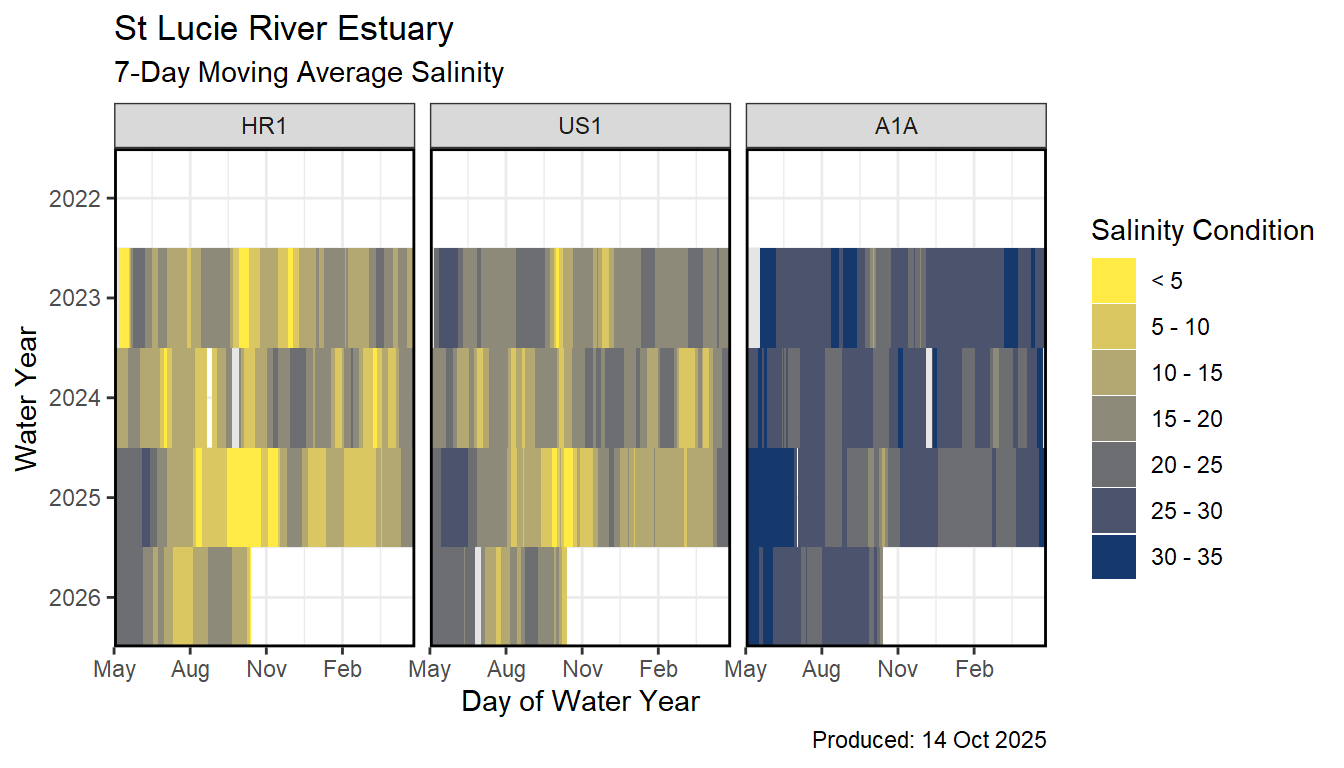 St Lucie River Estuary
7-Day Moving Average Salinity
HR1
US1
A1A
Water Year
2022
2023
2024
2025
2026
May Aug Nov Feb
May Aug Nov Feb
May Aug Nov Feb
Day of Water Year
Salinity Condition
< 5
5 - 10
10 - 15
15 - 20
20 - 25
25 - 30
30 - 35
Produced: 14 Oct 2025